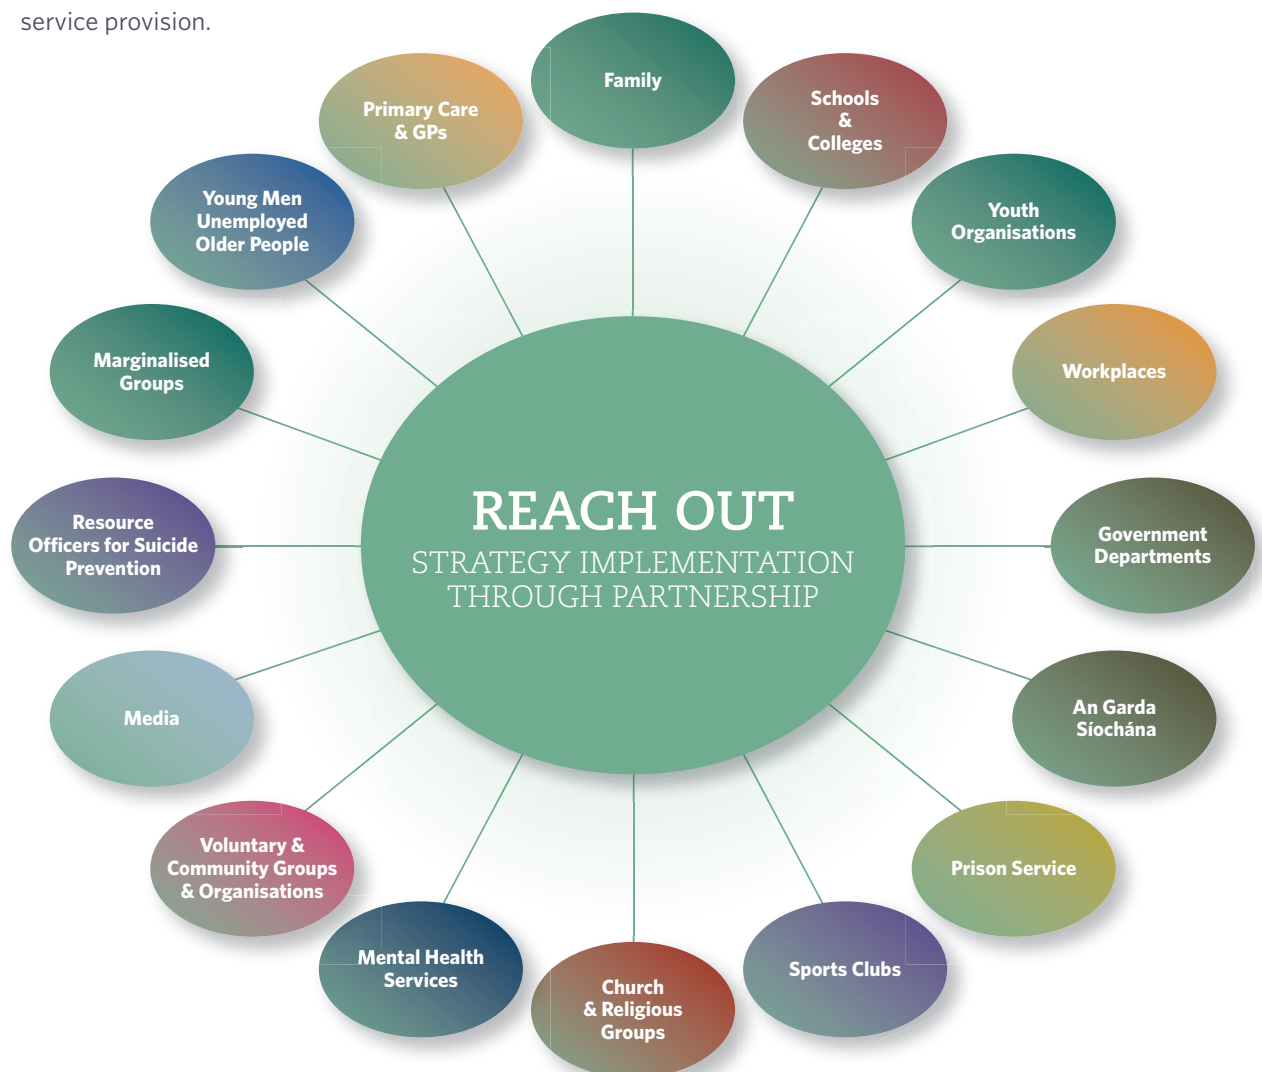 service provision.
Family
Schools
&
Colleges
Youth
Organisations
Workplaces
Government
Departments
An Garda
Síochána
Prison Service
Sports Clubs
Church
& Religious
Groups
Mental Health
Services
Voluntary &
Community Groups
& Organisations
Media
Resource
Officers for Suicide
Prevention
Marginalised
Groups
Young Men
Unemployed
Older People
Primary Care
& GPs
REACH OUT
STRATEGY IMPLEMENTATION
THROUGH PARTNERSHIP